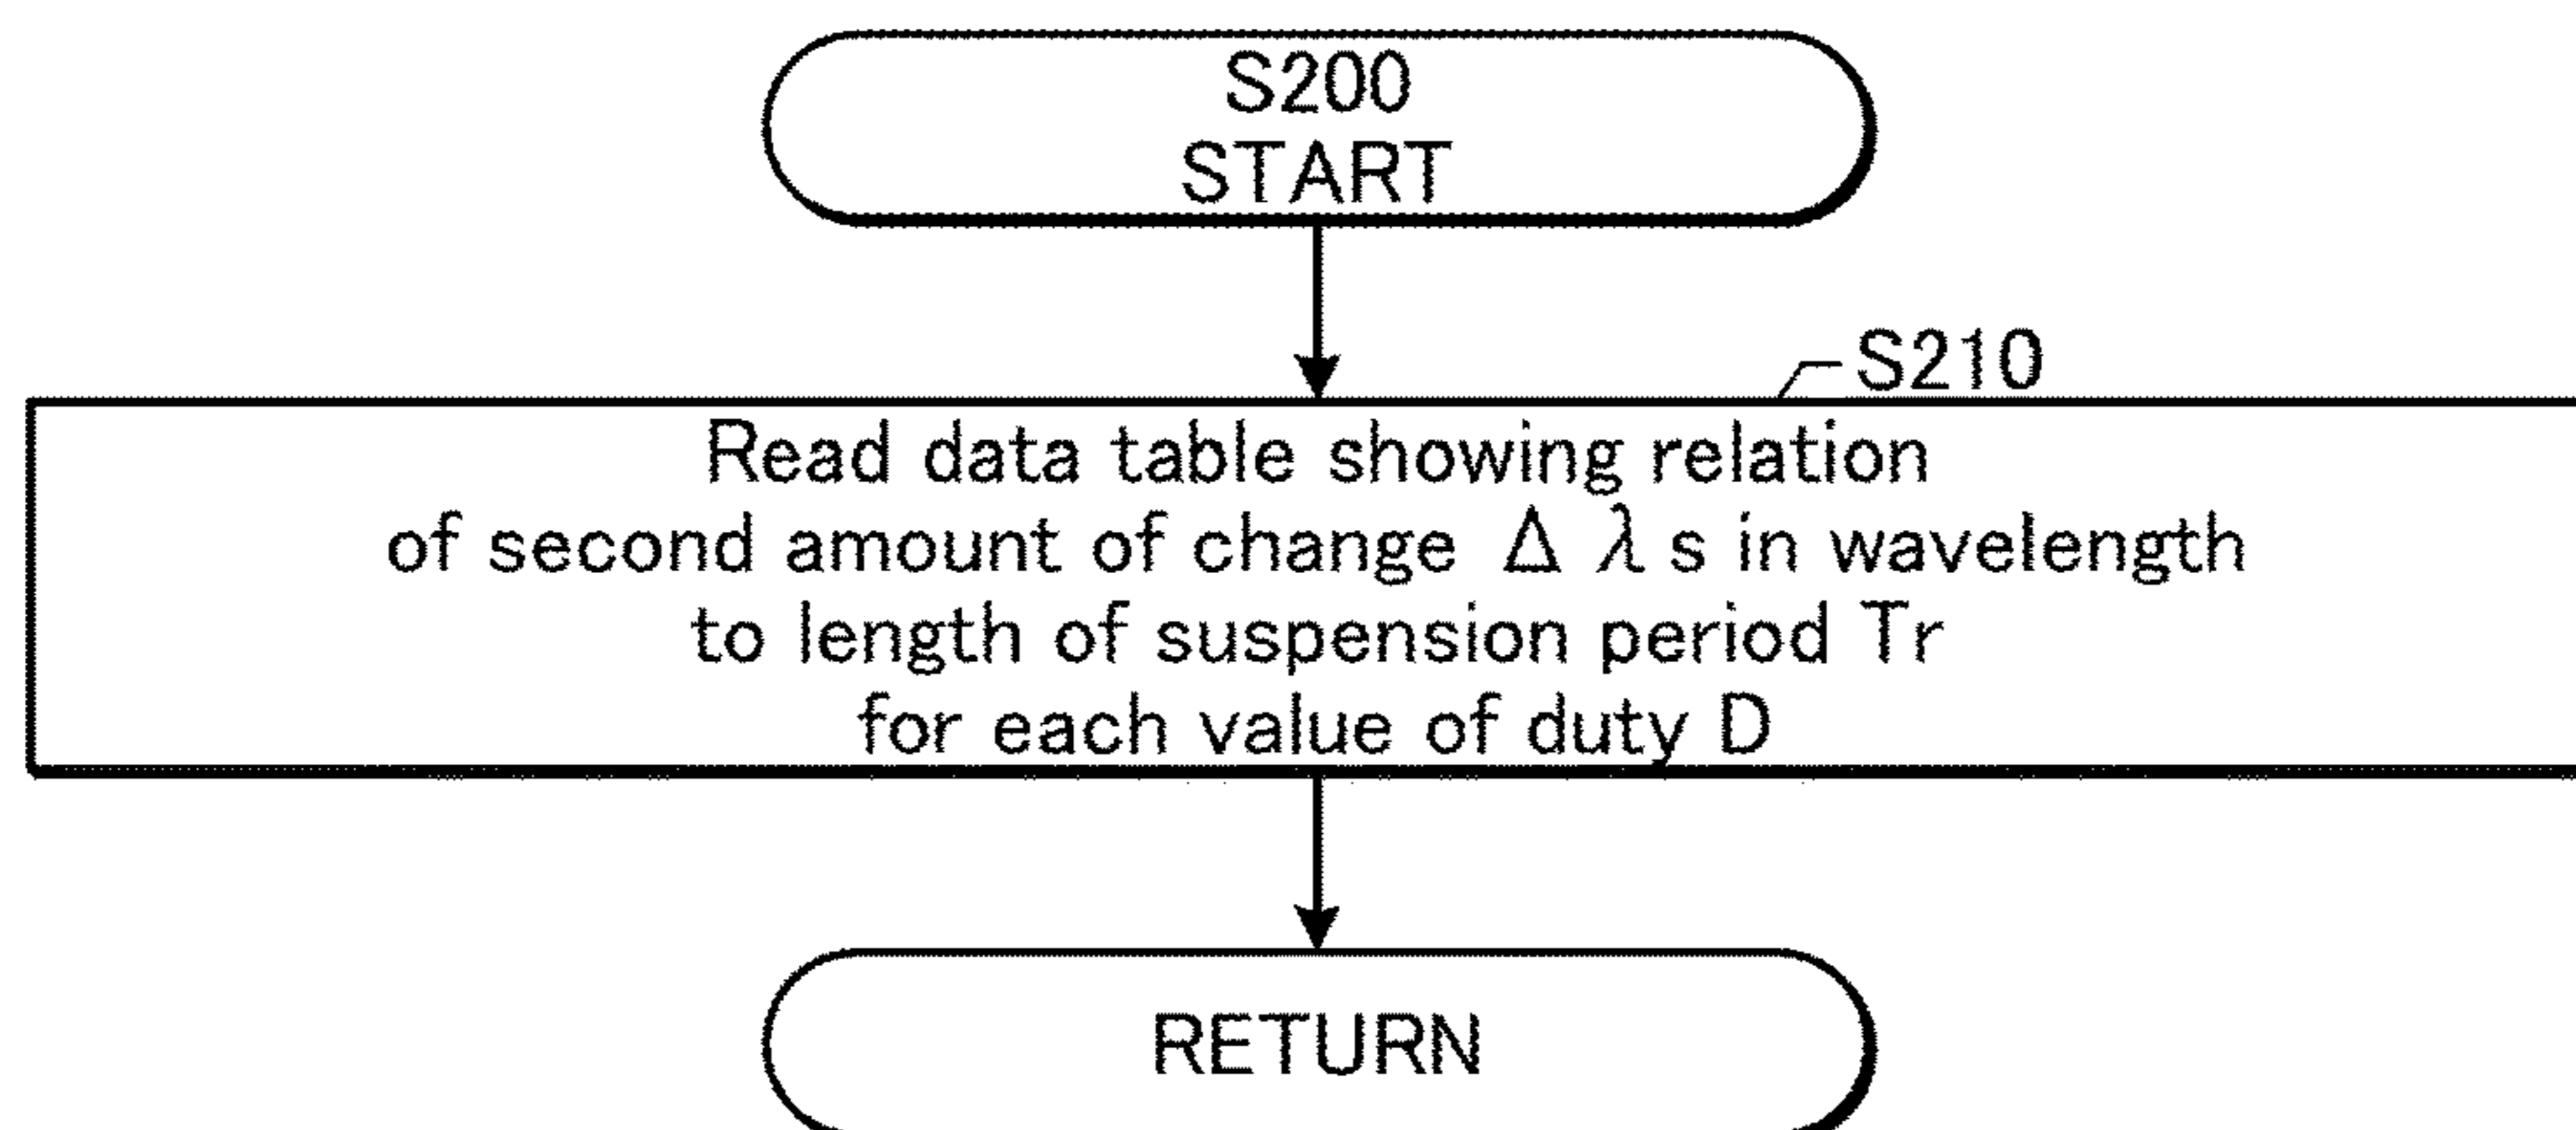 S200
START
S210
Read data table showing relation
of second amount of change Δλs in wavelength
to length of suspension period Tr
for each value of duty D
RETURN